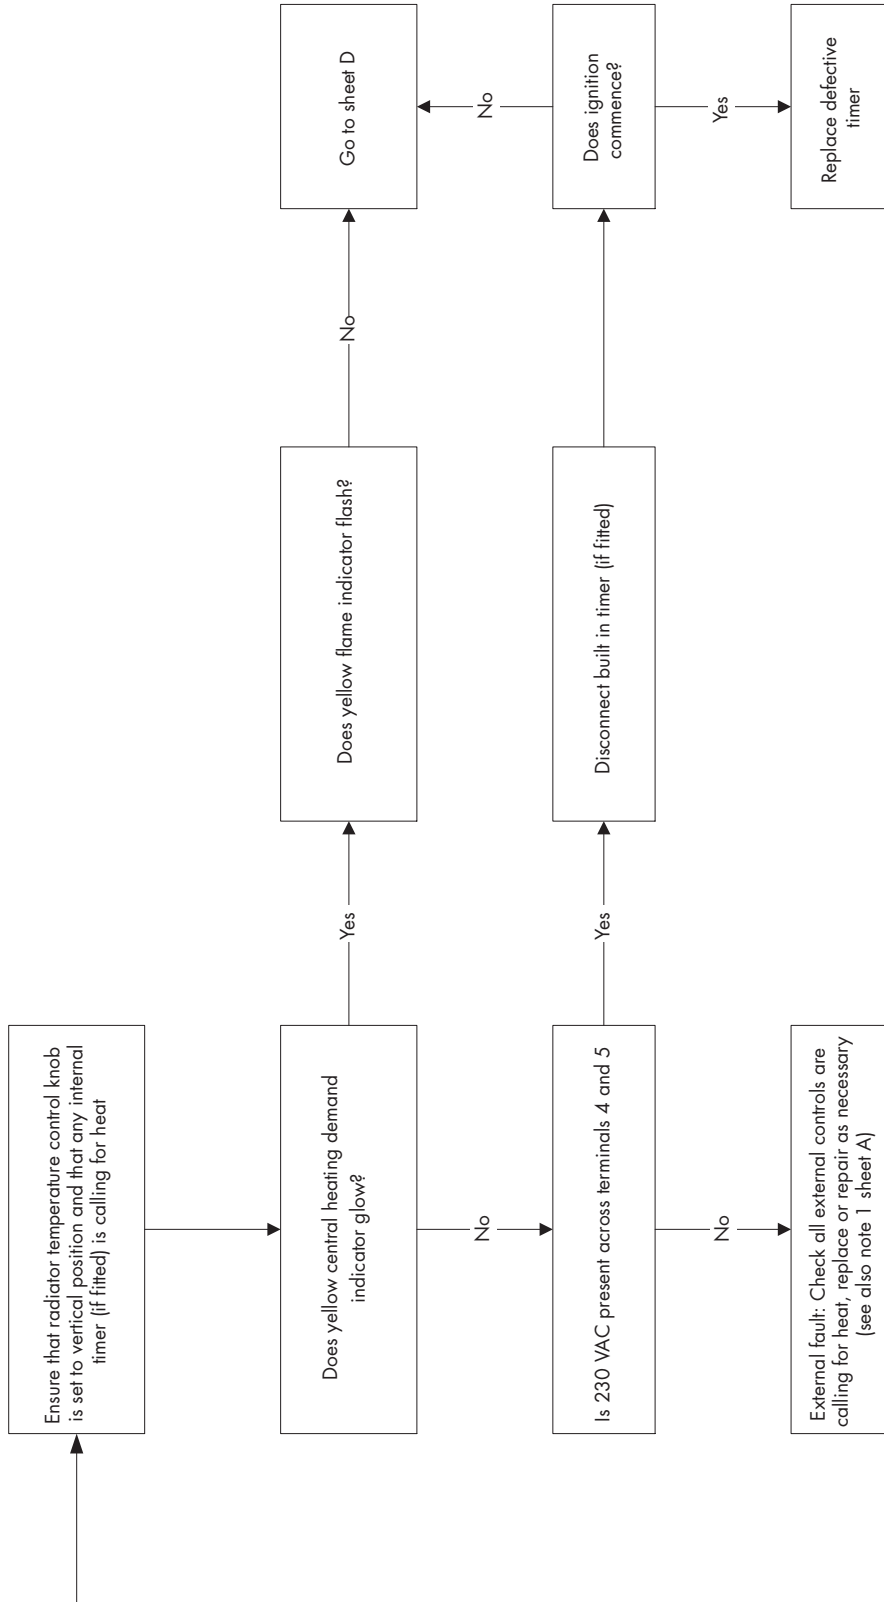 Ensure that radiator temperature control knob
is set to vertical position and that any internal
timer (if fitted) is calling for heat
Does yellow central heating demand
indicator glow?
Yes
Does yellow flame indicator flash?
No
Go to sheet D
No
Is 230 VAC present across terminals 4 and 5
Yes
Disconnect built in timer (if fitted)
Does ignition
commence?
No
Yes
No
External fault: Check all external controls are
calling for heat, replace or repair as necessary
(see also note 1 sheet A)
Replace defective
timer